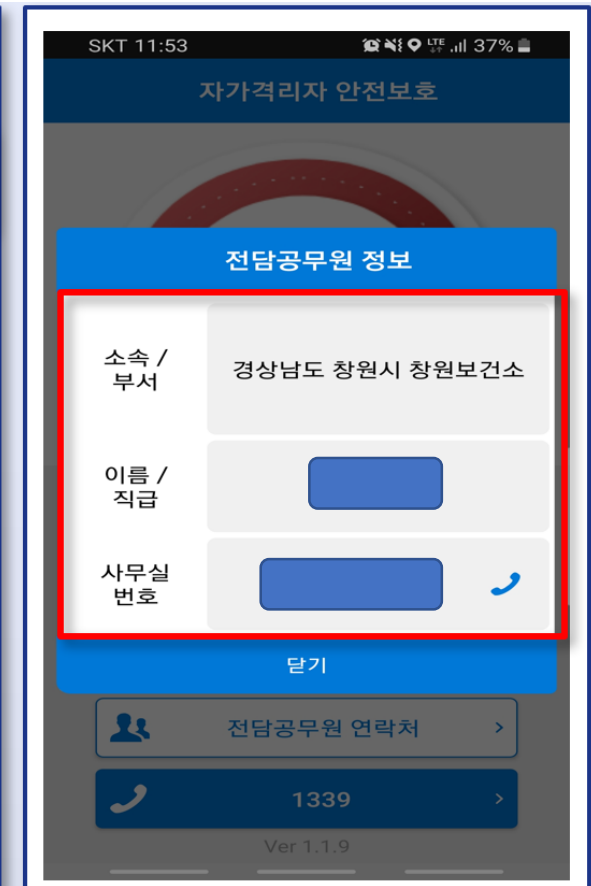 SKT 11:53 LTE 37%
자가격리자 안전보호
전담공무원 정보
소속 /
부서
경상남도 창원시 창원보건소
이름 /
직급
사무실
번호
닫기
전담공무원 연락처
1339
Ver 1.1.9